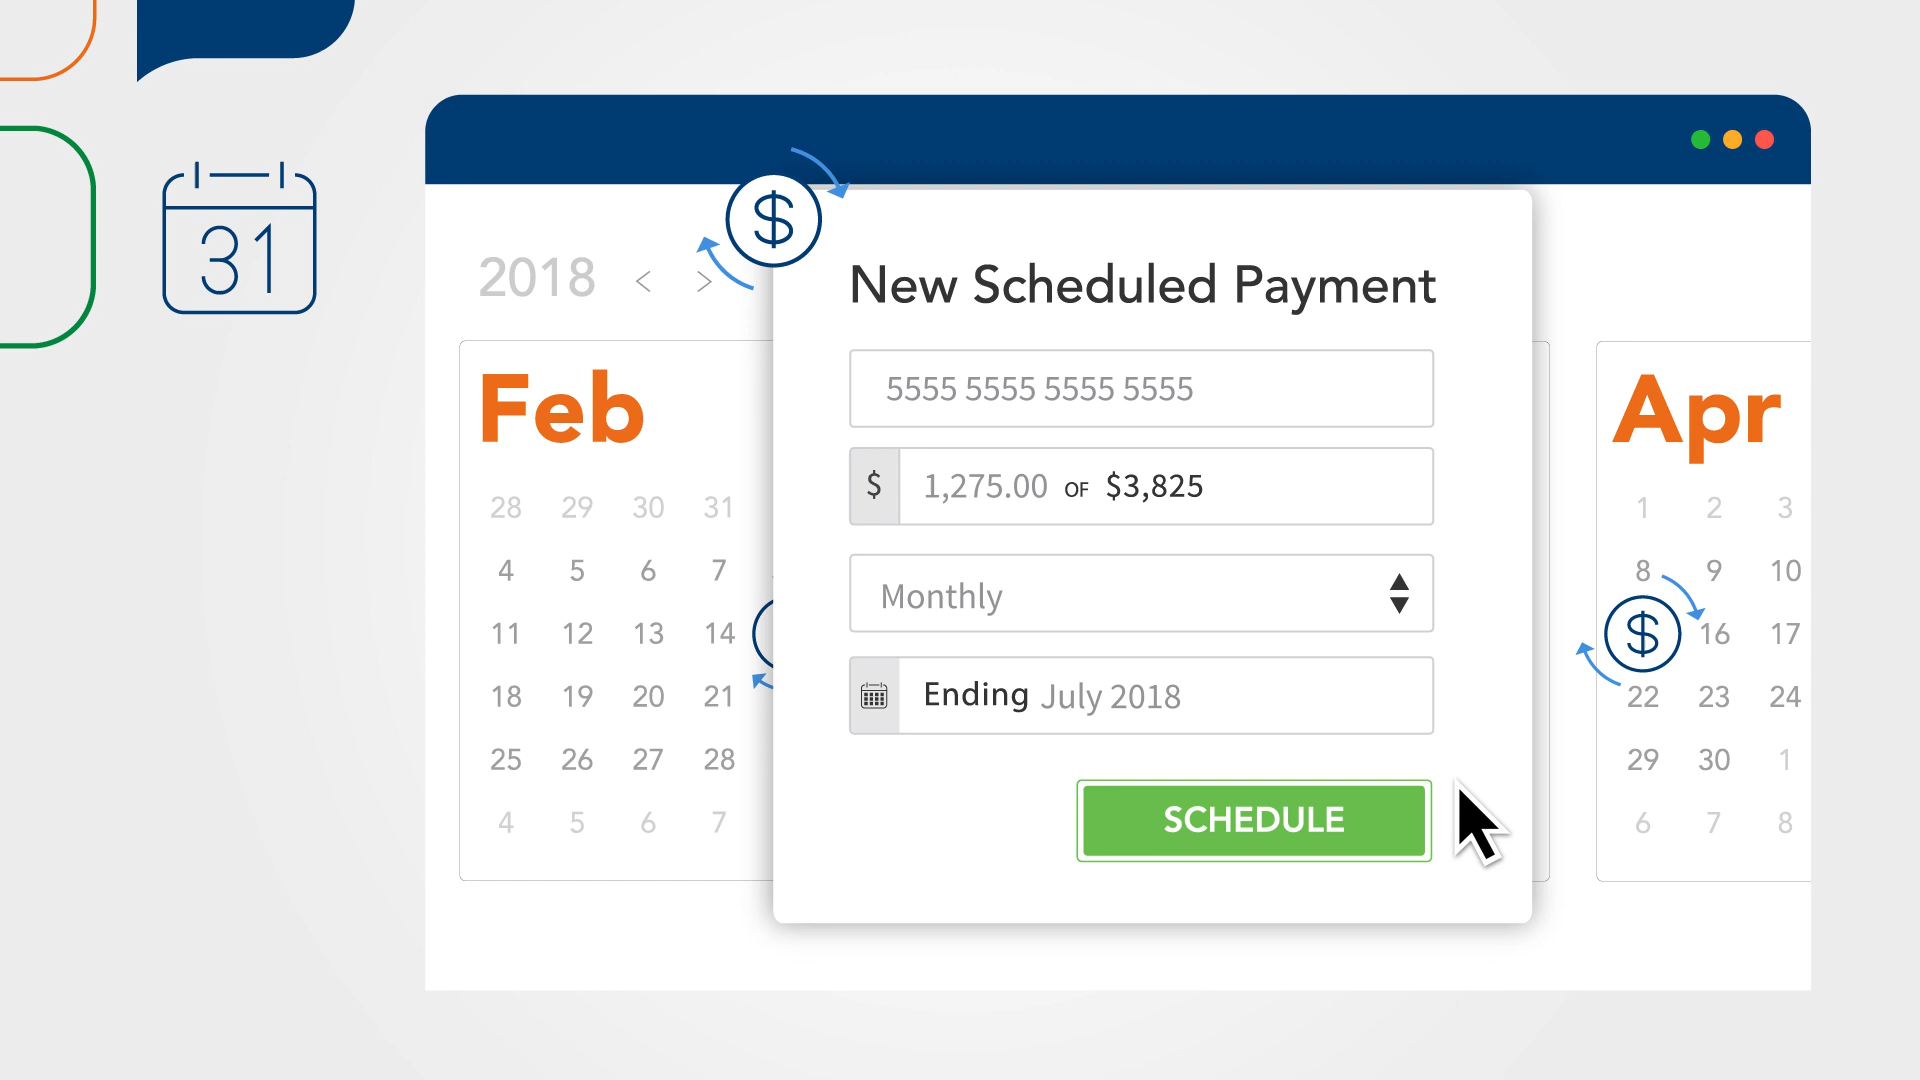 31
2018 < >
New Scheduled Payment
5555 5555 5555 5555
$ 1,275.00 OF $3,825
Monthly
Ending July 2018
SCHEDULE
Feb
28 29 30 31
4 5 6 7
11 12 13 14
18 19 20 21
25 26 27 28
4 5 6 7
Apr
1 2 3
8 9 10
$ 16 17
22 23 24
29 30 1
6 7 8
$